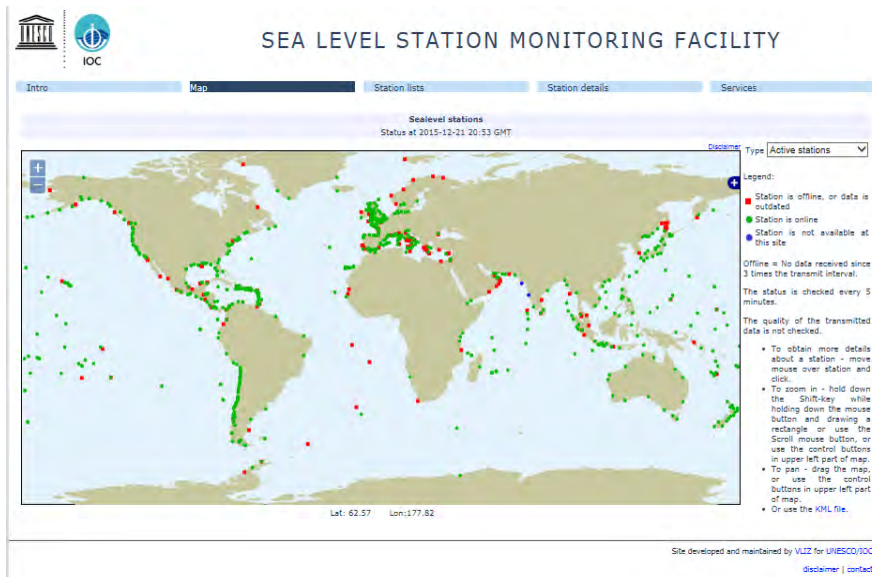 UNESCO
IOC
SEA LEVEL STATION MONITORING FACILITY
Intro
Map
Station lists
Station details
Services
Sealevel stations
Status at 2015-12-21 20:53 GMT
Disclaimer
Type Active stations
Legend:
Station is offline, or data is
outdated
Station is online
Station is not available at
this site
Offline = No data received since
3 times the transmit interval.
The status is checked every 5
minutes.
The quality of the transmitted
data is not checked.
• To obtain more details
about a station - move
mouse over station and
click.
• To zoom in - hold down
the Shift-key while
holding down the mouse
button and drawing a
rectangle or use the
Scroll mouse button, or
use the control buttons
in upper left part of map.
• To pan - drag the map,
or use the control
buttons in upper left part
of map.
• Or use the KML file.
+
−
+
Lat: 62.57 Lon:177.82
Site developed and maintained by VLIZ for UNESCO/IOC
disclaimer | contact